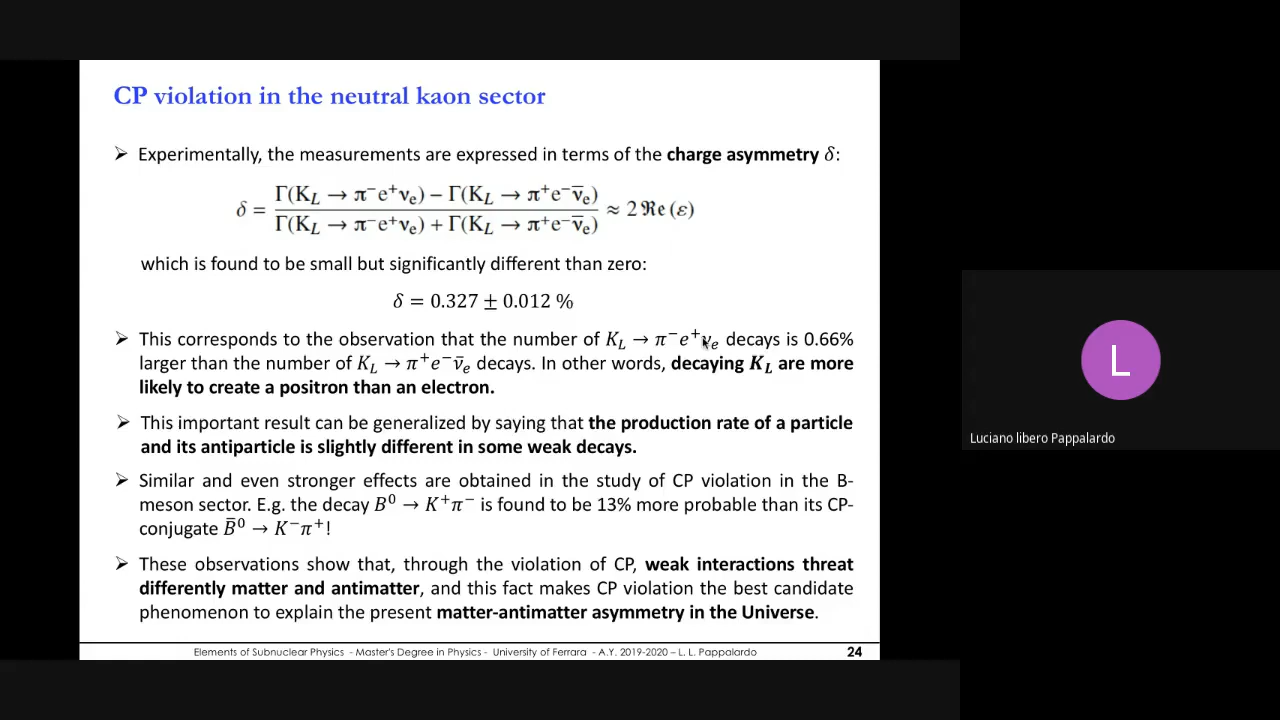 CP violation in the neutral kaon sector
➢ Experimentally, the measurements are expressed in terms of the charge asymmetry δ:
δ = Γ(K_L → π⁻e⁺ν_e) − Γ(K_L → π⁺e⁻ν̄_e) / Γ(K_L → π⁻e⁺ν_e) + Γ(K_L → π⁺e⁻ν̄_e) ≈ 2 ℜe (ε)
which is found to be small but significantly different than zero:
δ = 0.327 ± 0.012 %
➢ This corresponds to the observation that the number of K_L → π⁻e⁺ν_e decays is 0.66%
larger than the number of K_L → π⁺e⁻ν̄_e decays. In other words, decaying K_L are more
likely to create a positron than an electron.
➢ This important result can be generalized by saying that the production rate of a particle
and its antiparticle is slightly different in some weak decays.
➢ Similar and even stronger effects are obtained in the study of CP violation in the B-
meson sector. E.g. the decay B⁰ → K⁺π⁻ is found to be 13% more probable than its CP-
conjugate B̄⁰ → K⁻π⁺!
➢ These observations show that, through the violation of CP, weak interactions threat
differently matter and antimatter, and this fact makes CP violation the best candidate
phenomenon to explain the present matter-antimatter asymmetry in the Universe.
Elements of Subnuclear Physics - Master's Degree in Physics - University of Ferrara - A.Y. 2019-2020 – L. L. Pappalardo
24
L
Luciano libero Pappalardo